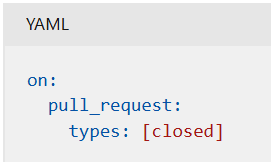 YAML
on:
  pull_request:
    types: [closed]